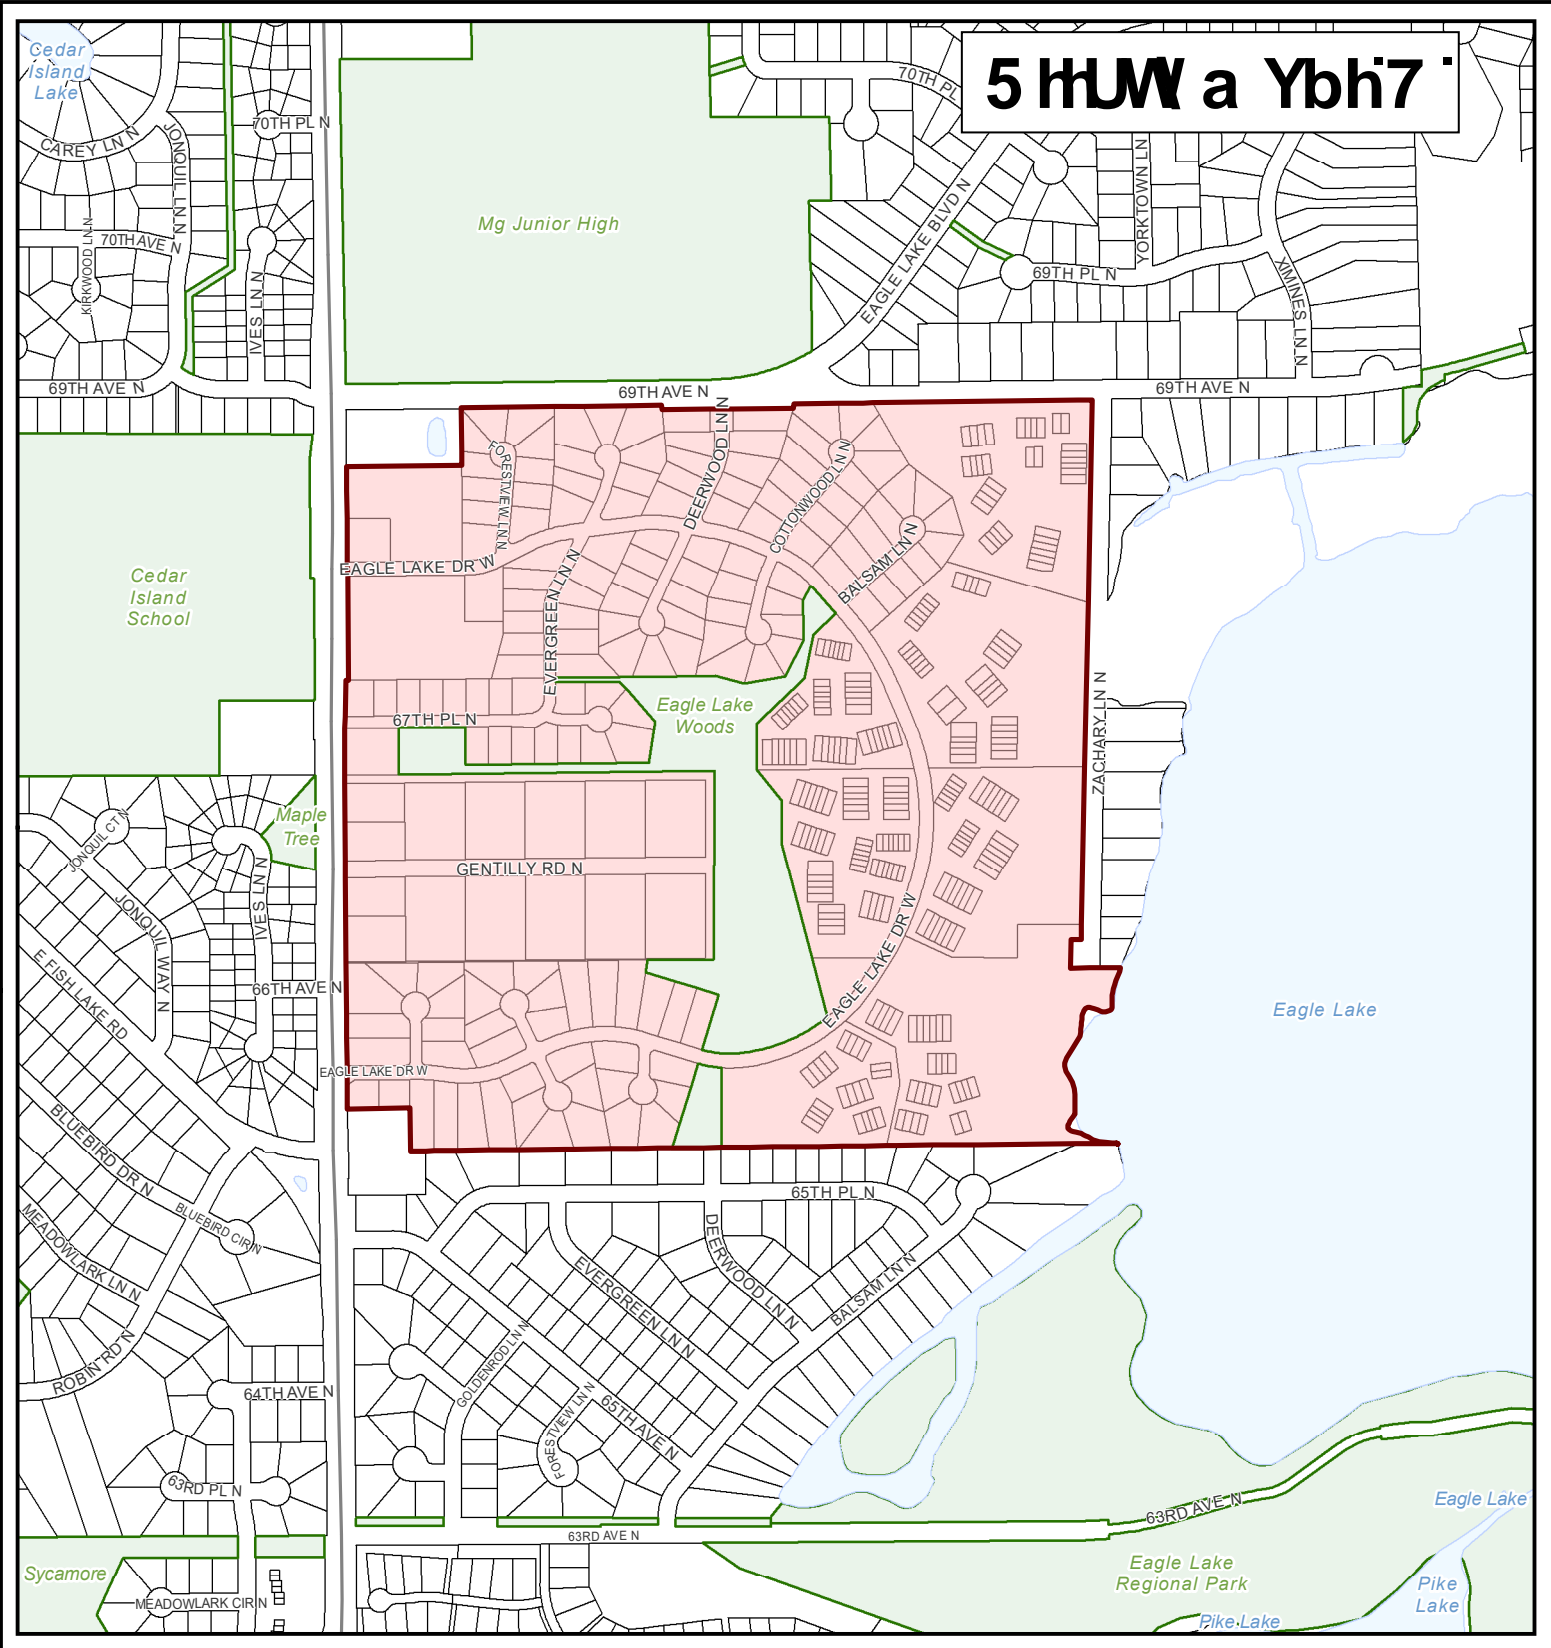 Cedar
Island
Lake
70TH PL N
5 hhUW\ a Ybh'7
70TH PL N
CAREY LN N
JONQUIL LN N
YORKTOWN LN
Mg Junior High
EAGLE LAKE BLVD N
KIRKWOOD LN N
70TH AVE N
69TH PL N
XIMINES LN N
IVES LN N
69TH AVE N
69TH AVE N
69TH AVE N
FORESTVIEW LN N
DEERWOOD LN N
COTTONWOOD LN N
BALSAM LN N
EAGLE LAKE DR W
EVERGREEN LN N
Cedar
Island
School
67TH PL N
Eagle Lake
Woods
ZACHARY LN N
JONQUIL CT N
Maple
Tree
GENTILLY RD N
JONQUIL WAY N
IVES LN N
EAGLE LAKE DR W
E FISH LAKE RD
66TH AVE N
Eagle Lake
EAGLE LAKE DR W
BLUEBIRD DR N
65TH PL N
BLUEBIRD CIR N
MEADOWLARK LN N
DEERWOOD LN N
EVERGREEN LN N
BALSAM LN N
ROBIN RD N
GOLDENROD LN N
64TH AVE N
FORESTVIEW LN N
65TH AVE N
63RD PL N
63RD AVE N
Eagle Lake
63RD AVE N
Sycamore
Eagle Lake
Regional Park
Pike
Lake
MEADOWLARK CIR N
Pike Lake